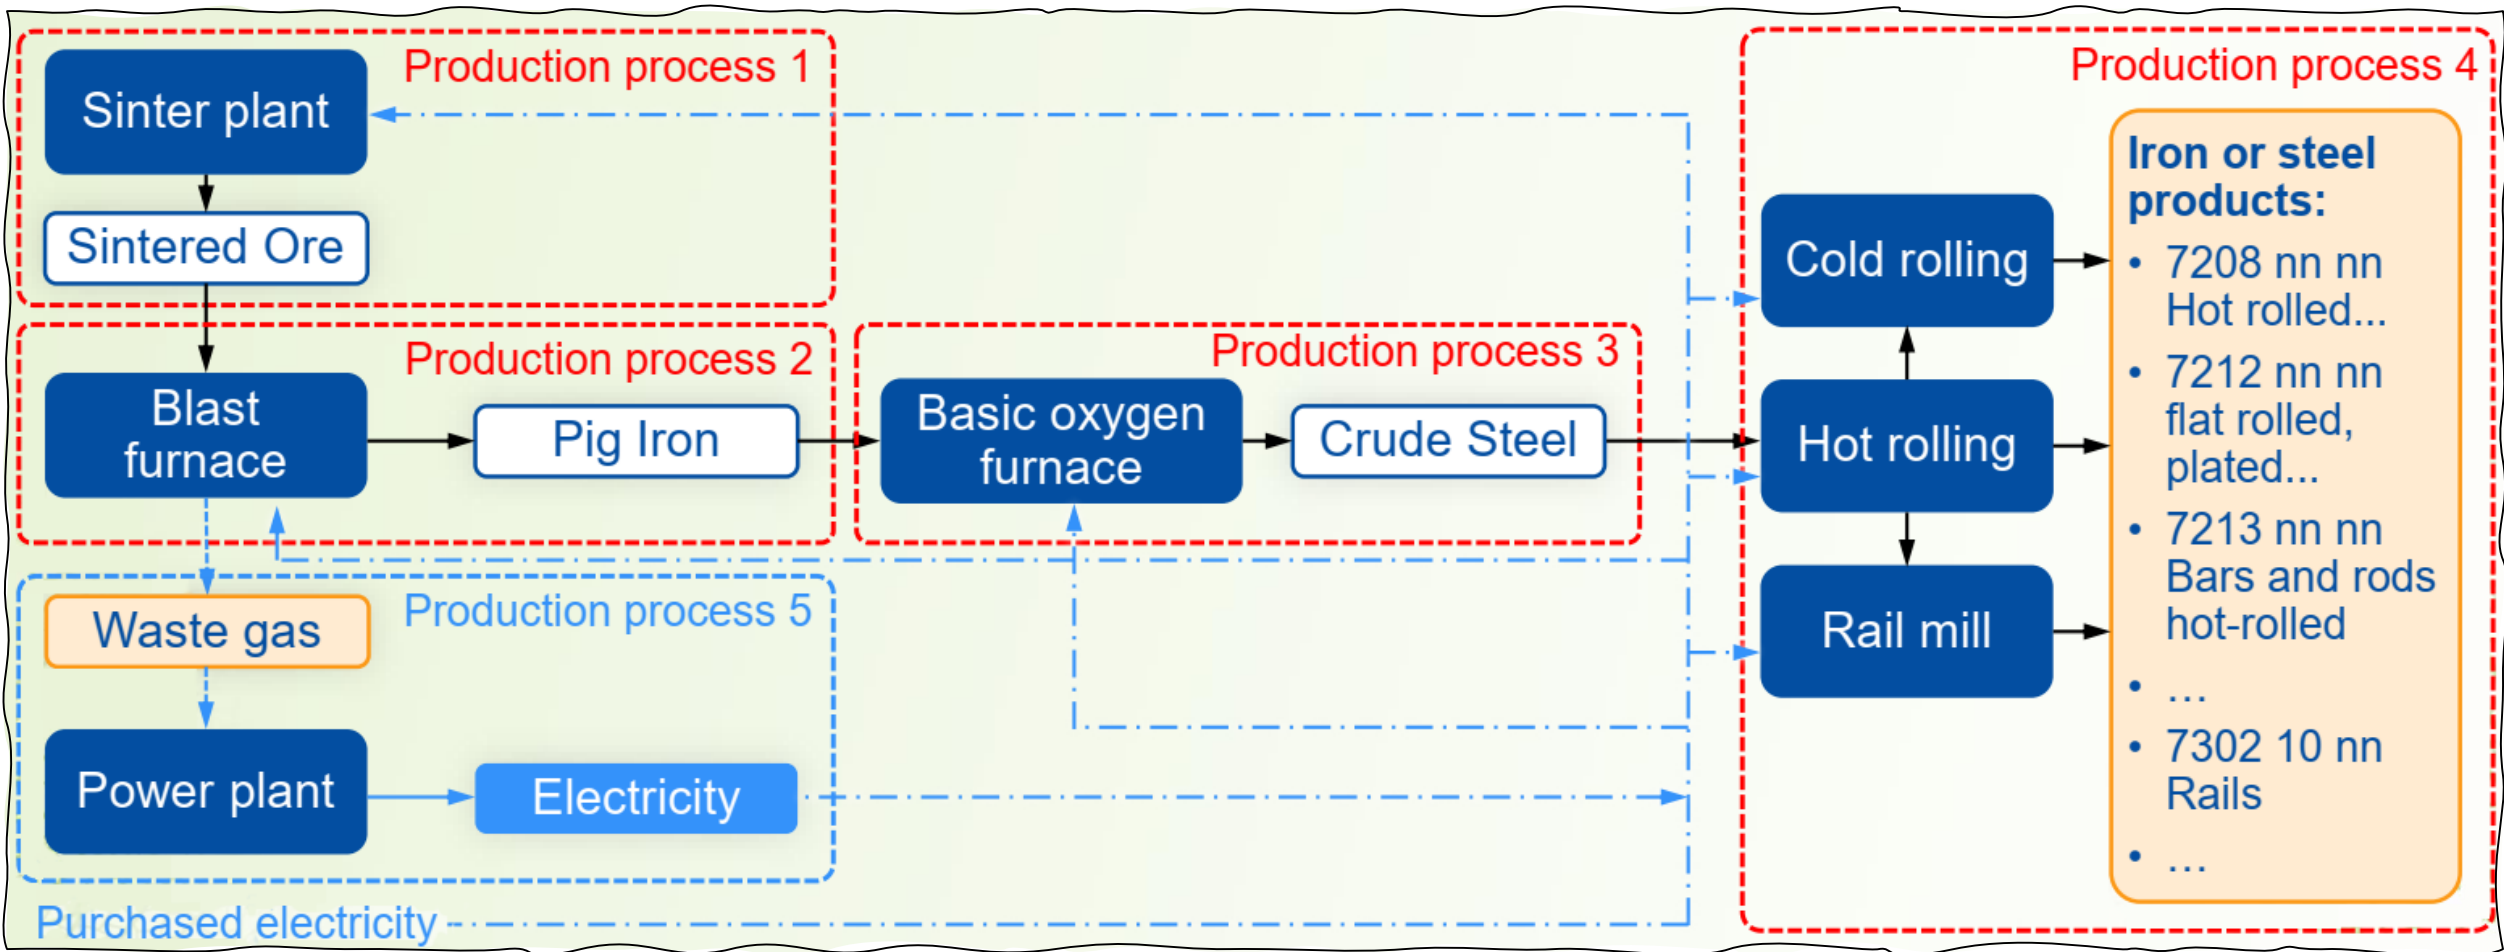 Production process 1
Sinter plant
Sintered Ore
Production process 2
Blast
furnace
Pig Iron
Production process 3
Basic oxygen
furnace
Crude Steel
Production process 5
Waste gas
Power plant
Electricity
Purchased electricity
Production process 4
Cold rolling
Hot rolling
Rail mill
Iron or steel
products:
• 7208 nn nn
Hot rolled...
• 7212 nn nn
flat rolled,
plated...
• 7213 nn nn
Bars and rods
hot-rolled
• ...
• 7302 10 nn
Rails
• ...